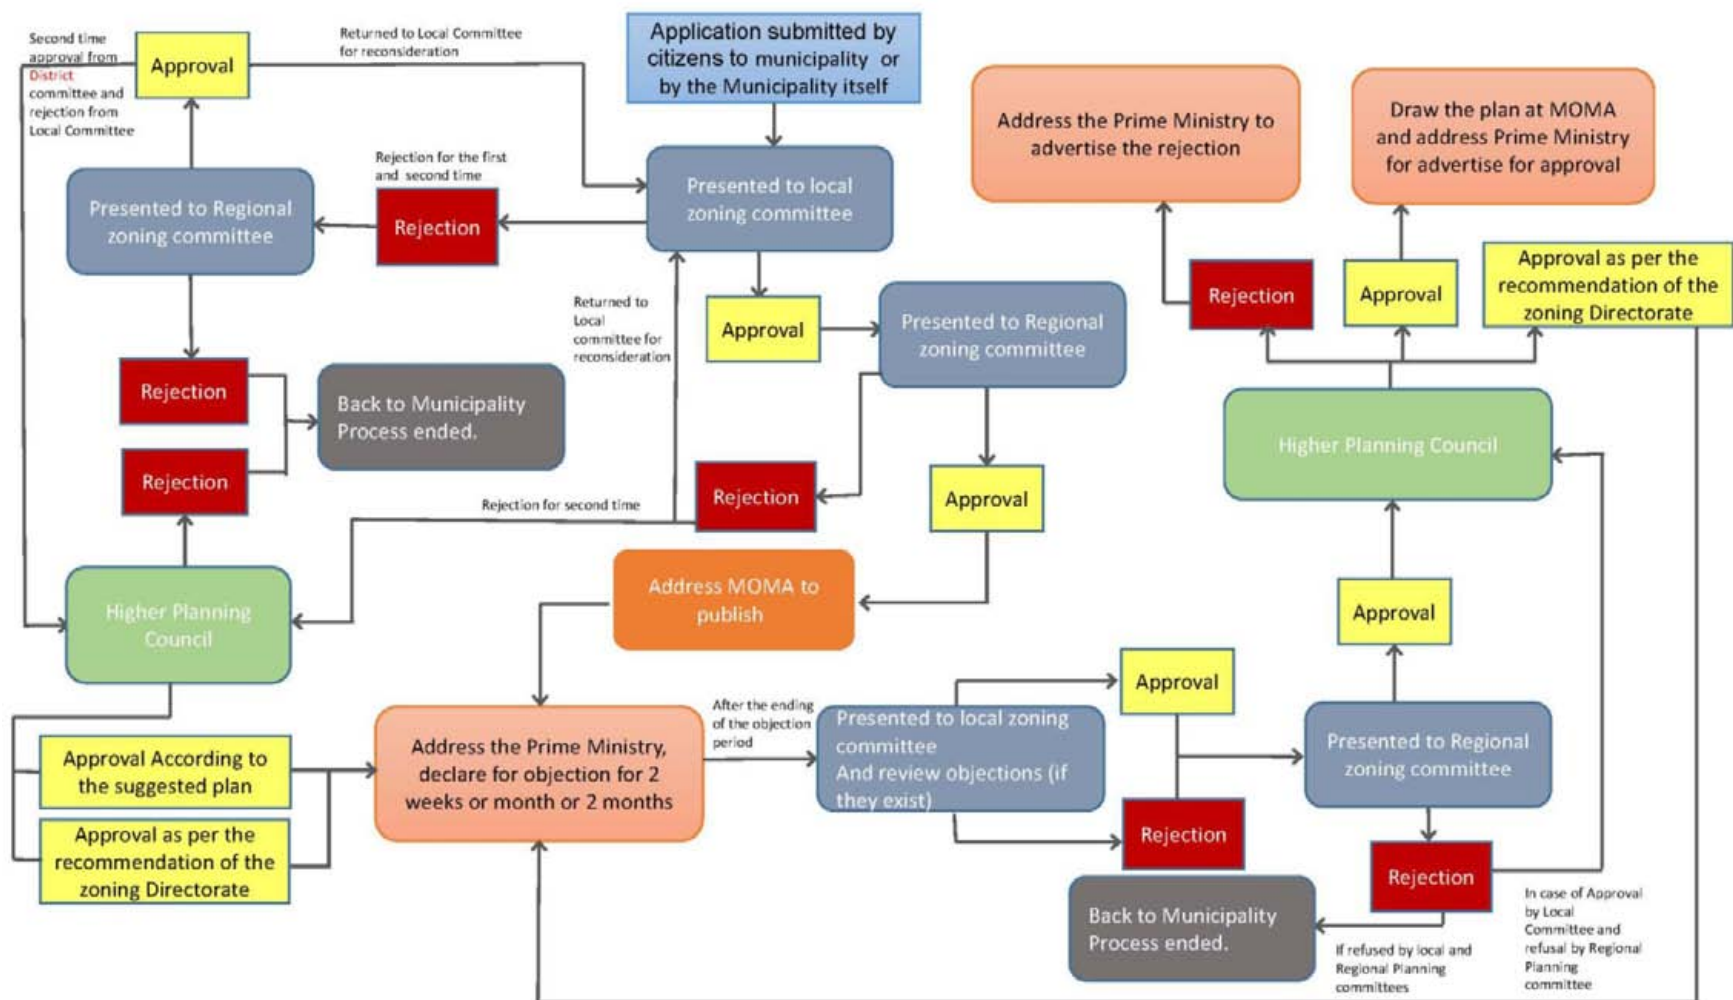 Second time
approval from
District
committee and
rejection from
Local Committee
Approval
Returned to Local Committee
for reconsideration
Application submitted by
citizens to municipality or
by the Municipality itself
Address the Prime Ministry to
advertise the rejection
Draw the plan at MOMA
and address Prime Ministry
for advertise for approval
Presented to Regional
zoning committee
Rejection for the first
and second time
Rejection
Presented to local
zoning committee
Returned to
Local
committee for
reconsideration
Approval
Presented to Regional
zoning committee
Rejection
Approval
Approval as per the
recommendation of the
zoning Directorate
Rejection
Back to Municipality
Process ended.
Rejection
Higher Planning Council
Rejection for second time
Rejection
Approval
Higher Planning
Council
Address MOMA to
publish
Approval
Approval According to
the suggested plan
Approval as per the
recommendation of the
zoning Directorate
Address the Prime Ministry,
declare for objection for 2
weeks or month or 2 months
After the ending
of the objection
period
Presented to local zoning
committee
And review objections (if
they exist)
Approval
Rejection
Presented to Regional
zoning committee
Rejection
Back to Municipality
Process ended.
If refused by local and
Regional Planning
committees
In case of Approval
by Local
Committee and
refusal by Regional
Planning
committee